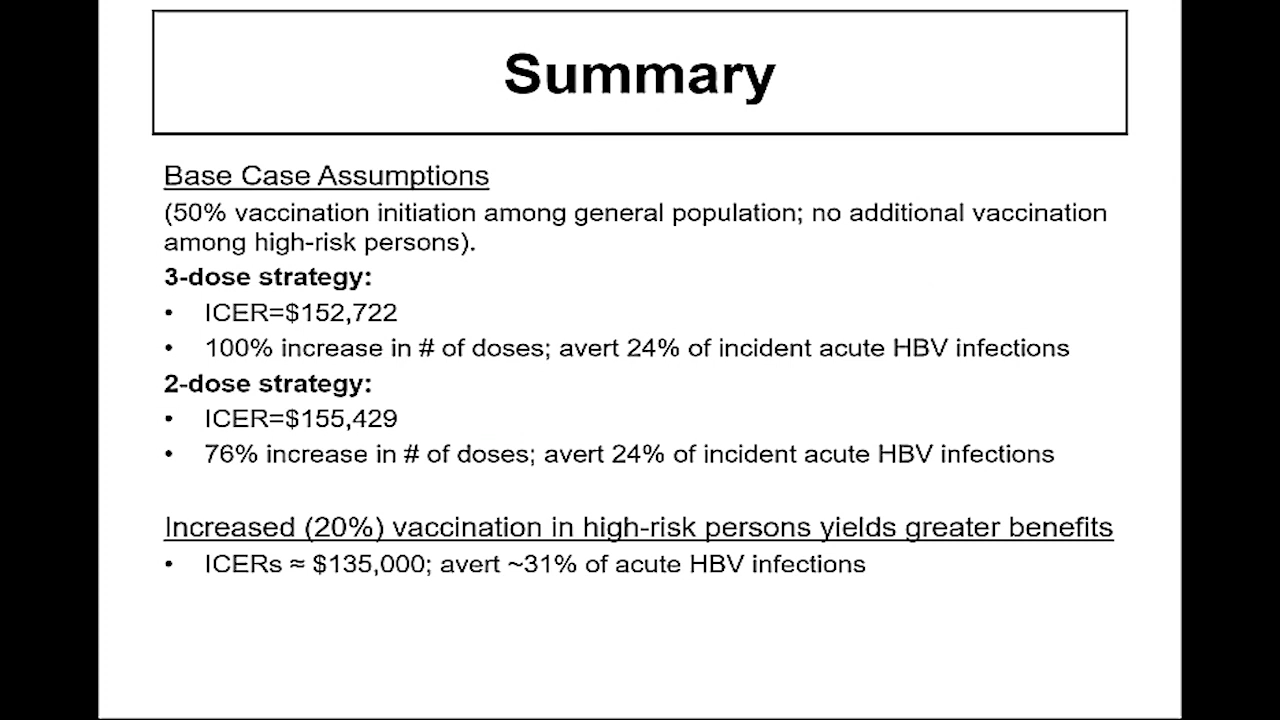 Summary
Base Case Assumptions
(50% vaccination initiation among general population; no additional vaccination
among high-risk persons).
3-dose strategy:
• ICER=$152,722
• 100% increase in # of doses; avert 24% of incident acute HBV infections
2-dose strategy:
• ICER=$155,429
• 76% increase in # of doses; avert 24% of incident acute HBV infections
Increased (20%) vaccination in high-risk persons yields greater benefits
• ICERs ≈ $135,000; avert ~31% of acute HBV infections